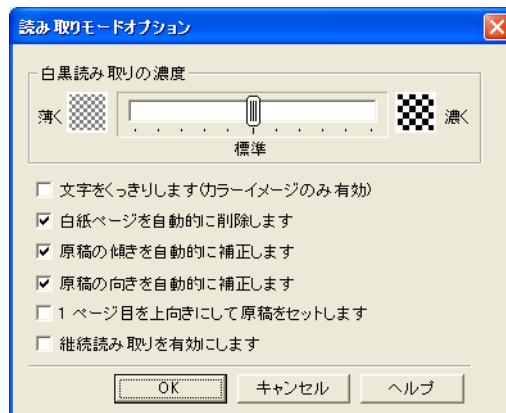 読み取りモードオプション
白黒読み取りの濃度
薄く
濃く
標準
文字をくっきりします(カラーイメージのみ有効)
白紙ページを自動的に削除します
原稿の傾きを自動的に補正します
原稿の向きを自動的に補正します
1 ページ目を上向きにして原稿をセットします
継続読み取りを有効にします
OK
キャンセル
ヘルプ